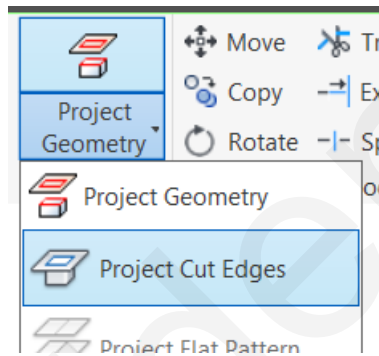 Project
Geometry
Move
Copy
Rotate
Project Geometry
Project Cut Edges
Project Flat Pattern